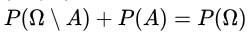 P(Ω \ A) + P(A) = P(Ω)